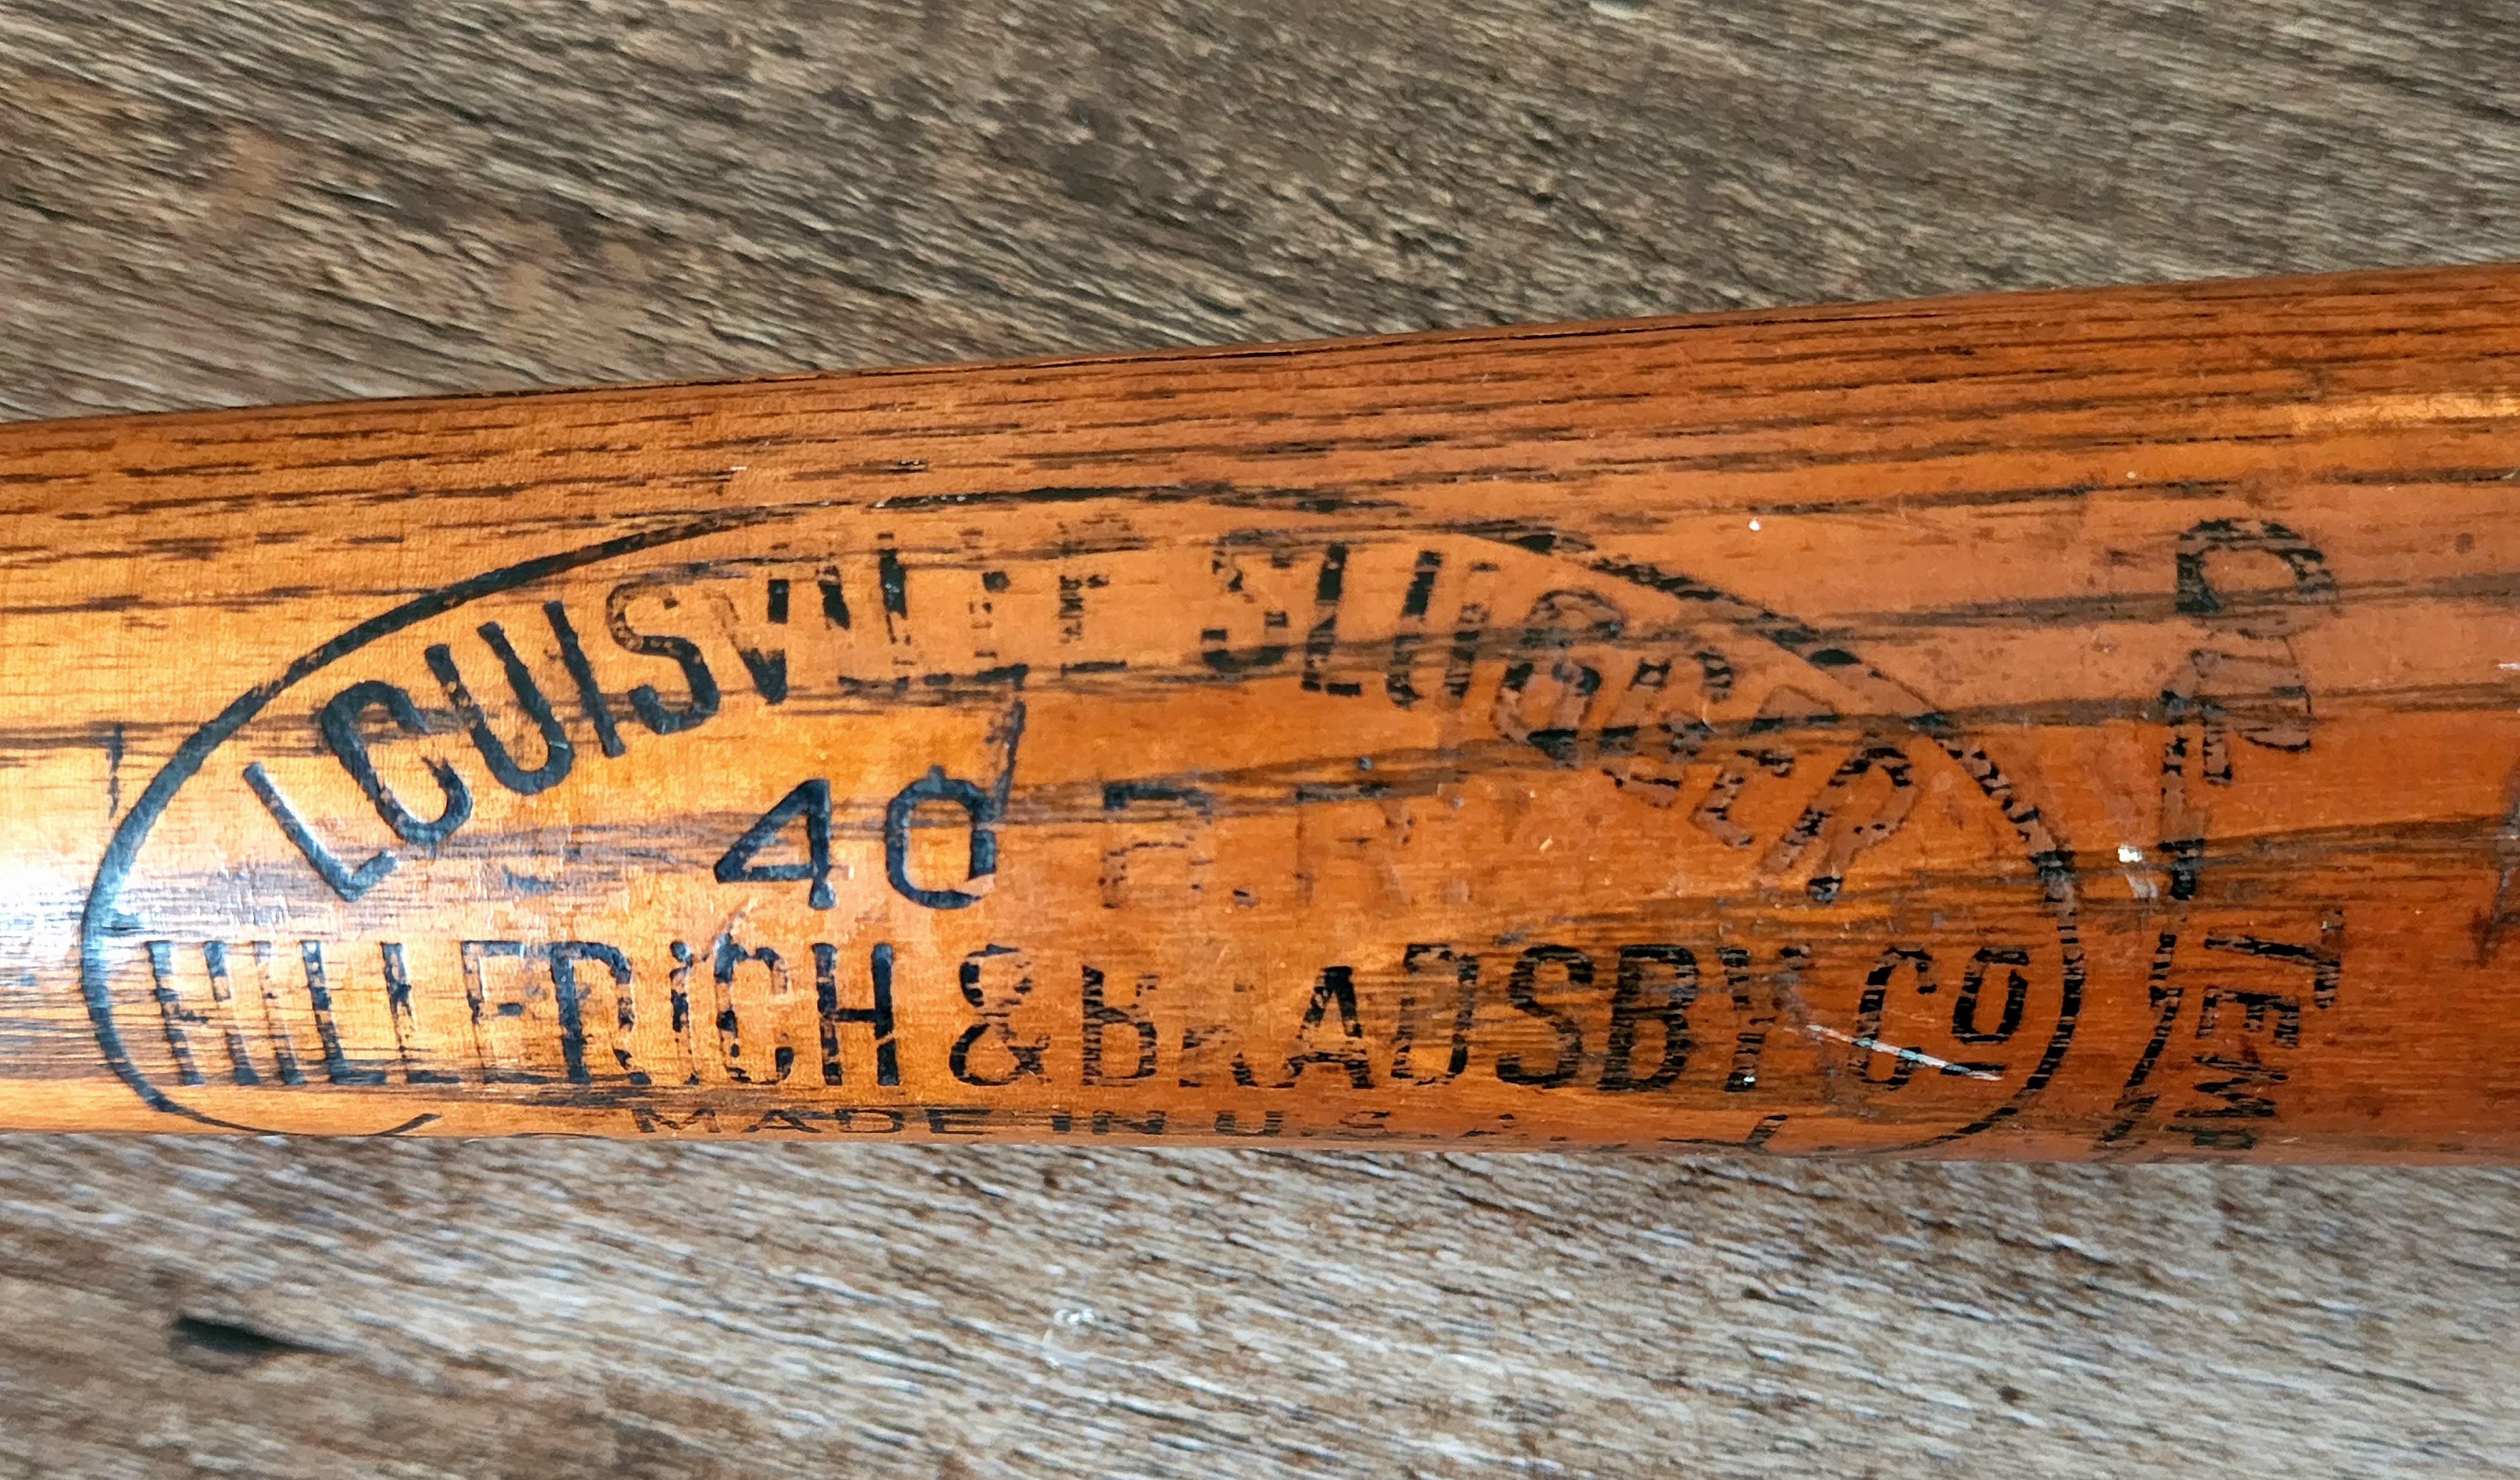 LOUISVILLE SLUGGER
40 B.R.
HILLERICH & BRADSBY Co
MADE IN U.S.A.